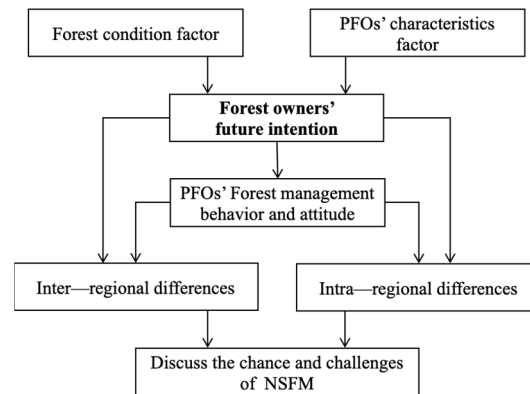 Forest condition factor
PFOs' characteristics
factor
Forest owners'
future intention
PFOs' Forest management
behavior and attitude
Inter—regional differences
Intra—regional differences
Discuss the chance and challenges
of NSFM